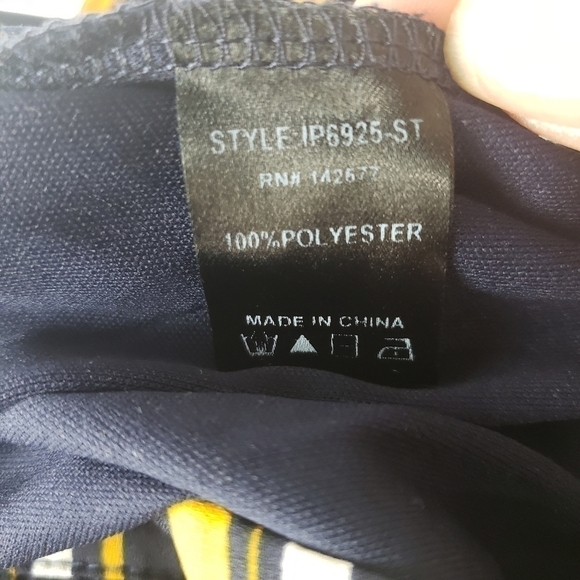 STYLE:IP6925-ST
RN# 142677
100%POLYESTER
MADE IN CHINA